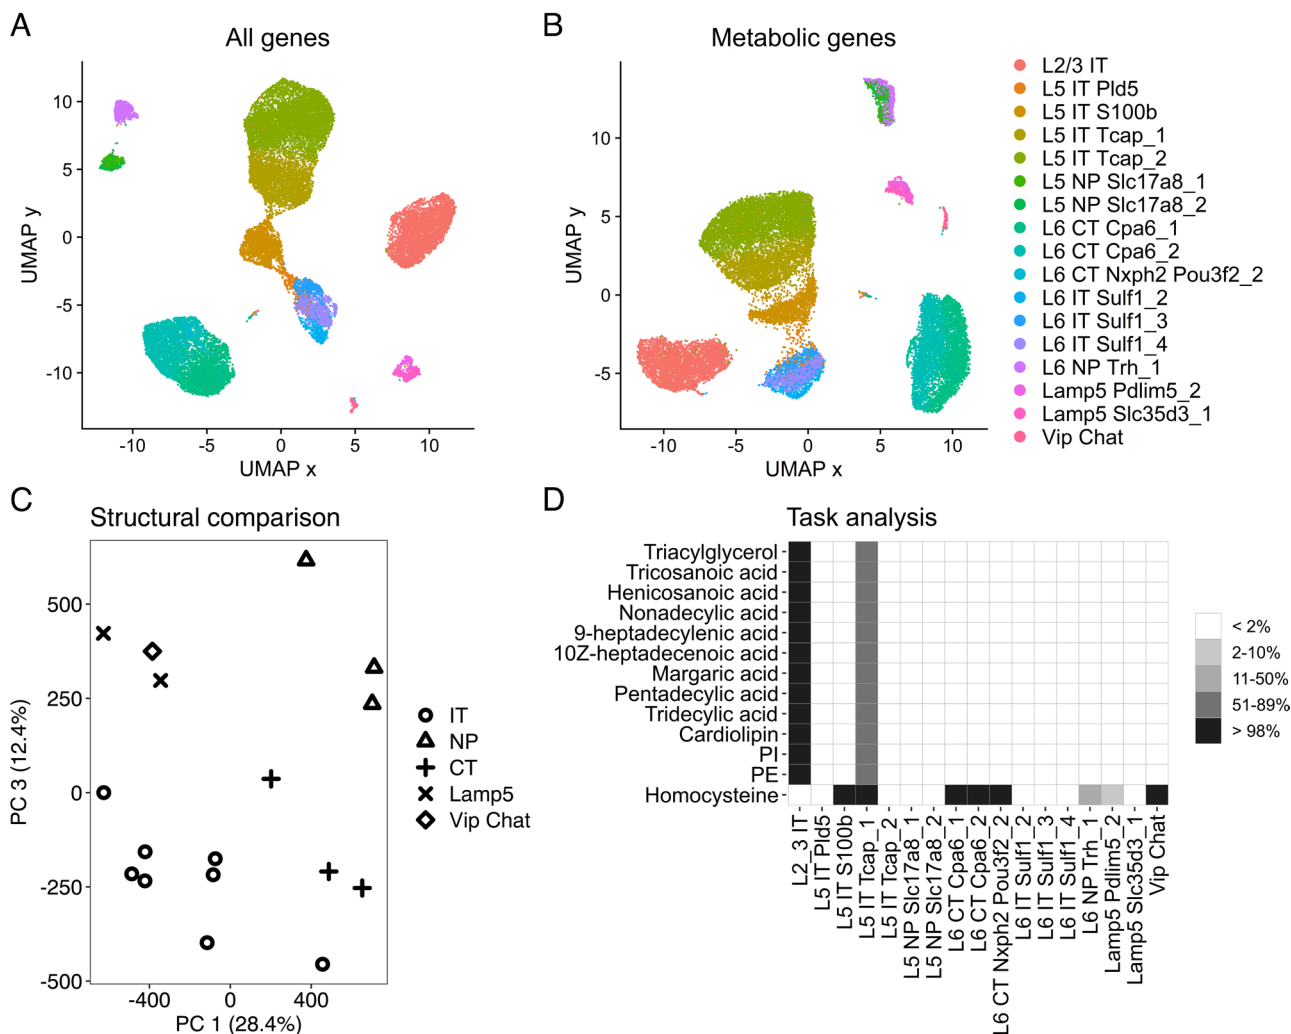 A
All genes
10
5
0
-5
-10
UMAP y
-10
-5
0
5
10
UMAP x
B
Metabolic genes
10
5
0
-5
UMAP y
-10
-5
0
5
10
UMAP x
L2/3 IT
L5 IT Pld5
L5 IT S100b
L5 IT Tcap_1
L5 IT Tcap_2
L5 NP Slc17a8_1
L5 NP Slc17a8_2
L6 CT Cpa6_1
L6 CT Cpa6_2
L6 CT Nxph2 Pou3f2_2
L6 IT Sulf1_2
L6 IT Sulf1_3
L6 IT Sulf1_4
L6 NP Trh_1
Lamp5 Pdlim5_2
Lamp5 Slc35d3_1
Vip Chat
C
Structural comparison
500
250
0
-250
-500
PC 3 (12.4%)
-400
0
400
PC 1 (28.4%)
IT
NP
CT
Lamp5
Vip Chat
D
Task analysis
Triacylglycerol
Tricosanoic acid
Henicosanoic acid
Nonadecylic acid
9-heptadecylenic acid
10Z-heptadecenoic acid
Margaric acid
Pentadecylic acid
Tridecylic acid
Cardiolipin
PI
PE
Homocysteine
L2_3 IT
L5 IT Pld5
L5 IT S100b
L5 IT Tcap_1
L5 IT Tcap_2
L5 NP Slc17a8_1
L5 NP Slc17a8_2
L6 CT Cpa6_1
L6 CT Cpa6_2
L6 CT Nxph2 Pou3f2_2
L6 IT Sulf1_2
L6 IT Sulf1_3
L6 IT Sulf1_4
L6 NP Trh_1
Lamp5 Pdlim5_2
Lamp5 Slc35d3_1
Vip Chat
< 2%
2-10%
11-50%
51-89%
> 98%